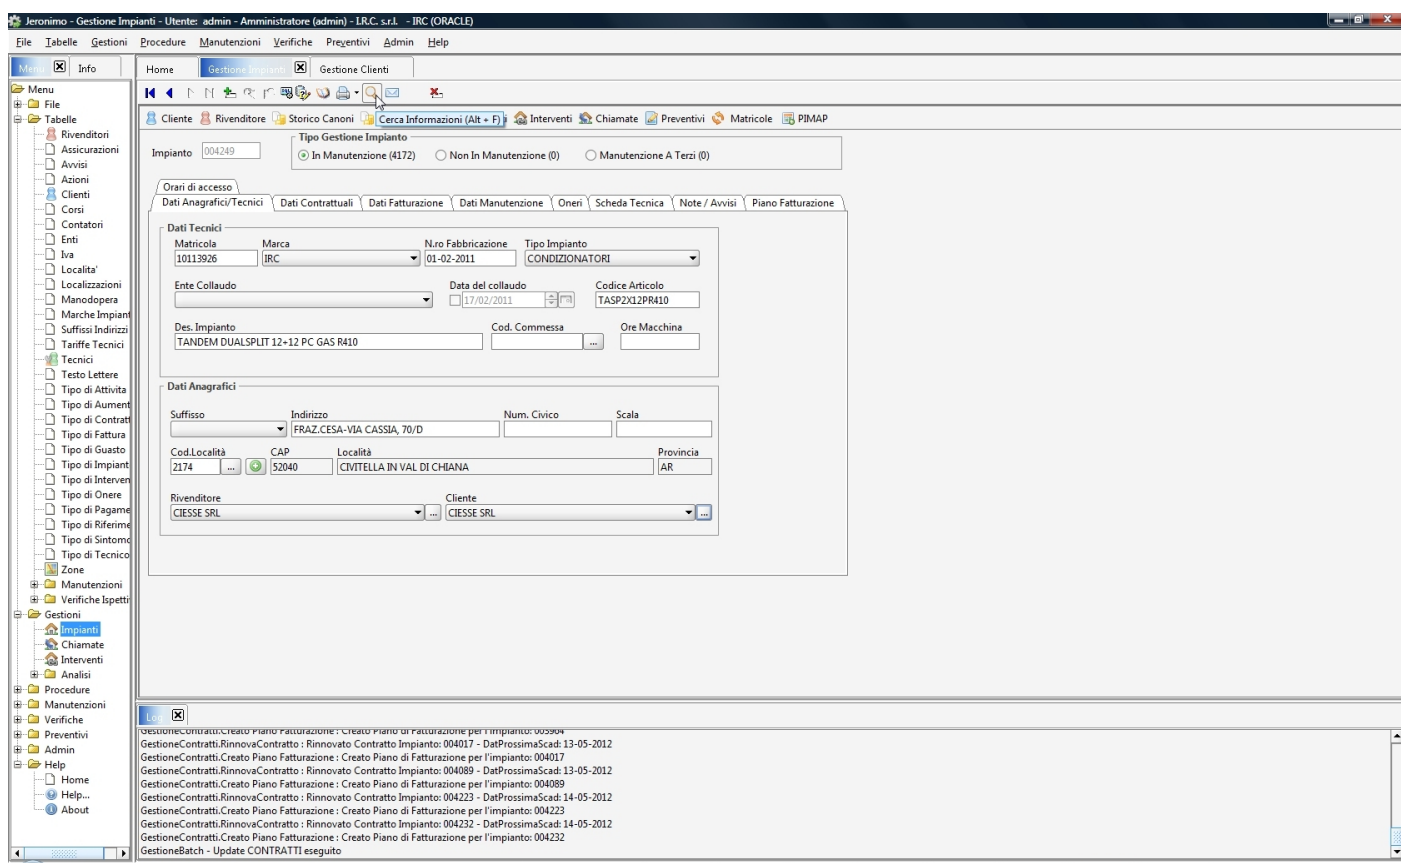 Jeronimo - Gestione Impianti - Utente: admin - Amministratore (admin) - I.R.C. s.r.l. - IRC (ORACLE)
File Tabelle Gestioni Procedure Manutenzioni Verifiche Preventivi Admin Help
Menu Info
Home Gestione Impianti Gestione Clienti
Menu
File
Tabelle
Rivenditori
Assicurazioni
Avvisi
Azioni
Clienti
Corsi
Contatori
Enti
Iva
Localita'
Localizzazioni
Manodopera
Marche Impiant
Suffissi Indirizzi
Tariffe Tecnici
Tecnici
Testo Lettere
Tipo di Attivita
Tipo di Aument
Tipo di Contratt
Tipo di Fattura
Tipo di Guasto
Tipo di Impiant
Tipo di Interven
Tipo di Onere
Tipo di Pagame
Tipo di Riferime
Tipo di Sintomo
Tipo di Tecnico
Zone
Manutenzioni
Verifiche Ispetti
Gestioni
Impianti
Chiamate
Interventi
Analisi
Procedure
Manutenzioni
Verifiche
Preventivi
Admin
Help
Home
Help...
About
Cliente Rivenditore Storico Canoni Cerca Informazioni (Alt + F) Interventi Chiamate Preventivi Matricole PIMAP
Impianto 004249
Tipo Gestione Impianto
In Manutenzione (4172) Non In Manutenzione (0) Manutenzione A Terzi (0)
Orari di accesso
Dati Anagrafici/Tecnici Dati Contrattuali Dati Fatturazione Dati Manutenzione Oneri Scheda Tecnica Note / Avvisi Piano Fatturazione
Dati Tecnici
Matricola Marca N.ro Fabbricazione Tipo Impianto
10113926 IRC 01-02-2011 CONDIZIONATORI
Ente Collaudo Data del collaudo Codice Articolo
17/02/2011 TASP2X12PR410
Des. Impianto Cod. Commessa Ore Macchina
TANDEM DUALSPLIT 12+12 PC GAS R410 ...
Dati Anagrafici
Suffisso Indirizzo Num. Civico Scala
FRAZ.CESA-VIA CASSIA, 70/D
Cod.Località CAP Località Provincia
2174 ... 52040 CIVITELLA IN VAL DI CHIANA AR
Rivenditore Cliente
CIESSE SRL ... CIESSE SRL ...
Log
GestioneContratti.Creato Piano Fatturazione : Creato Piano di Fatturazione per l'impianto: 003964
GestioneContratti.RinnovaContratto : Rinnovato Contratto Impianto: 004017 - DatProssimaScad: 13-05-2012
GestioneContratti.Creato Piano Fatturazione : Creato Piano di Fatturazione per l'impianto: 004017
GestioneContratti.RinnovaContratto : Rinnovato Contratto Impianto: 004089 - DatProssimaScad: 13-05-2012
GestioneContratti.Creato Piano Fatturazione : Creato Piano di Fatturazione per l'impianto: 004089
GestioneContratti.RinnovaContratto : Rinnovato Contratto Impianto: 004223 - DatProssimaScad: 14-05-2012
GestioneContratti.Creato Piano Fatturazione : Creato Piano di Fatturazione per l'impianto: 004223
GestioneContratti.RinnovaContratto : Rinnovato Contratto Impianto: 004232 - DatProssimaScad: 14-05-2012
GestioneContratti.Creato Piano Fatturazione : Creato Piano di Fatturazione per l'impianto: 004232
GestioneBatch - Update CONTRATTI eseguito